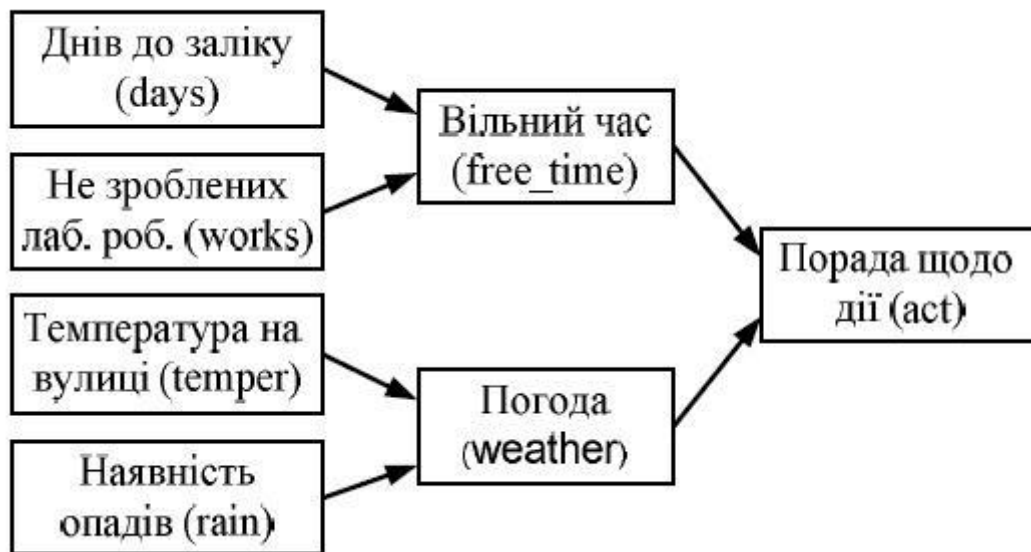 Днів до заліку
(days)
Не зроблених
лаб. роб. (works)
Температура на
вулиці (temper)
Наявність
опадів (rain)
Вільний час
(free_time)
Погода
(weather)
Порада щодо
дії (act)